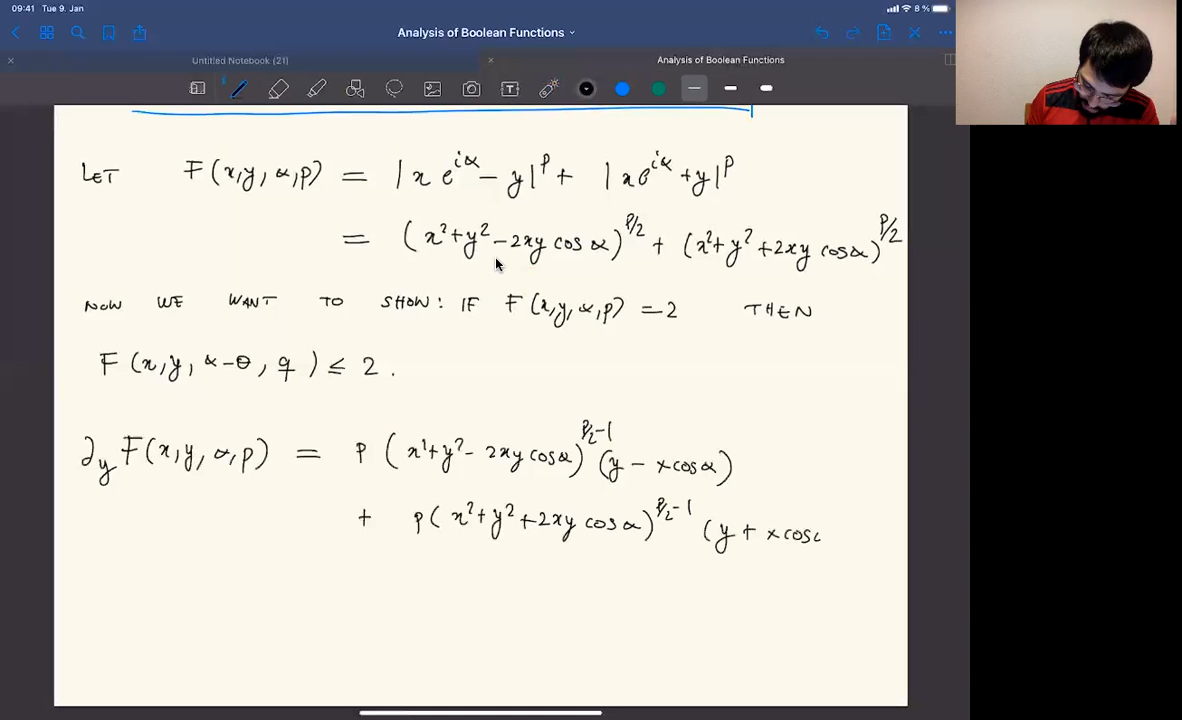 09:41 Tue 9. Jan
8 %
Analysis of Boolean Functions
Untitled Notebook (21)
Analysis of Boolean Functions
LET F(x,y,α,p) = |x e^{iα} - y|^p + |x e^{iα} + y|^p
= (x²+y²-2xy cos α)^{p/2} + (x²+y²+2xy cos α)^{p/2}
NOW WE WANT TO SHOW: IF F(x,y,α,p) = 2 THEN
F(x,y,α-θ,q) ≤ 2.
∂_y F(x,y,α,p) = p (x²+y²-2xy cos α)^{p/2-1} (y - x cos α)
+ p(x²+y²+2xy cos α)^{p/2-1} (y + x cos